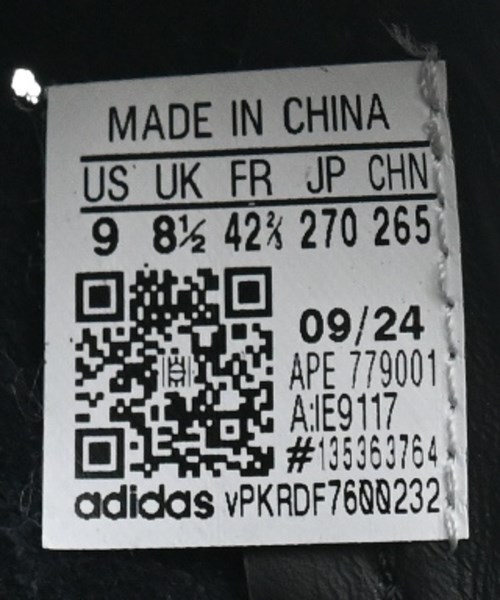 MADE IN CHINA
US UK FR JP CHN
9 8½ 42⅔ 270 265
09/24
APE 779001
A:IE9117
#135363764
adidas vPKRDF7600232